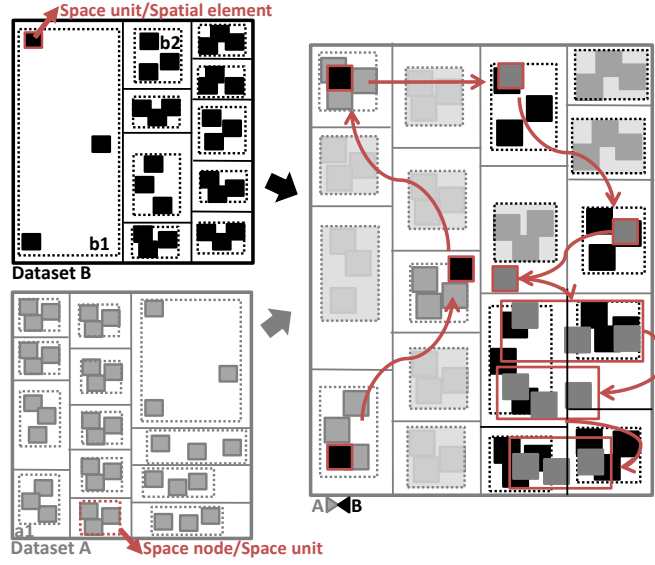 Space unit/Spatial element
b2
b1
Dataset B
a1
Dataset A
Space node/Space unit
A B